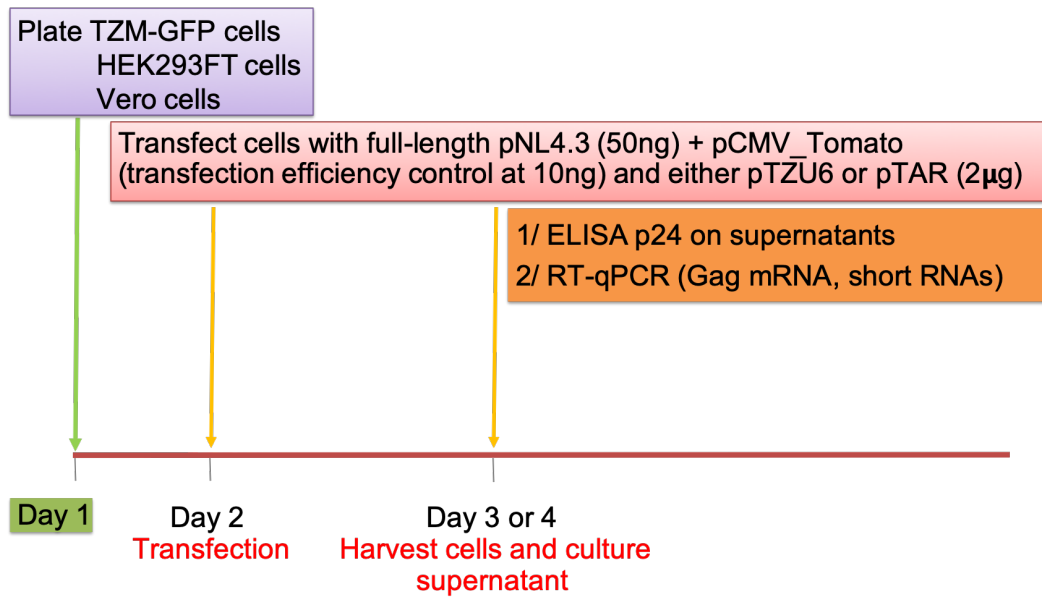 Plate TZM-GFP cells
HEK293FT cells
Vero cells
Transfect cells with full-length pNL4.3 (50ng) + pCMV_Tomato
(transfection efficiency control at 10ng) and either pTZU6 or pTAR (2μg)
1/ ELISA p24 on supernatants
2/ RT-qPCR (Gag mRNA, short RNAs)
Day 1
Day 2
Transfection
Day 3 or 4
Harvest cells and culture
supernatant